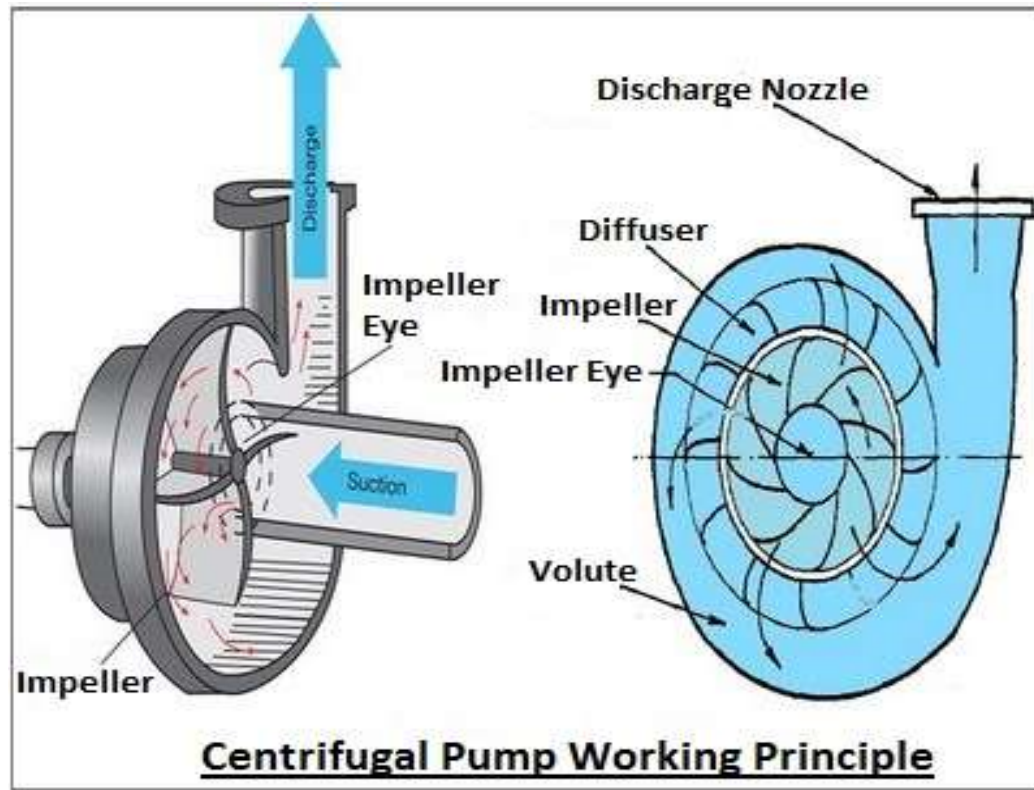 Discharge
Impeller
Eye
Suction
Impeller
Discharge Nozzle
Diffuser
Impeller
Impeller Eye
Volute
Centrifugal Pump Working Principle